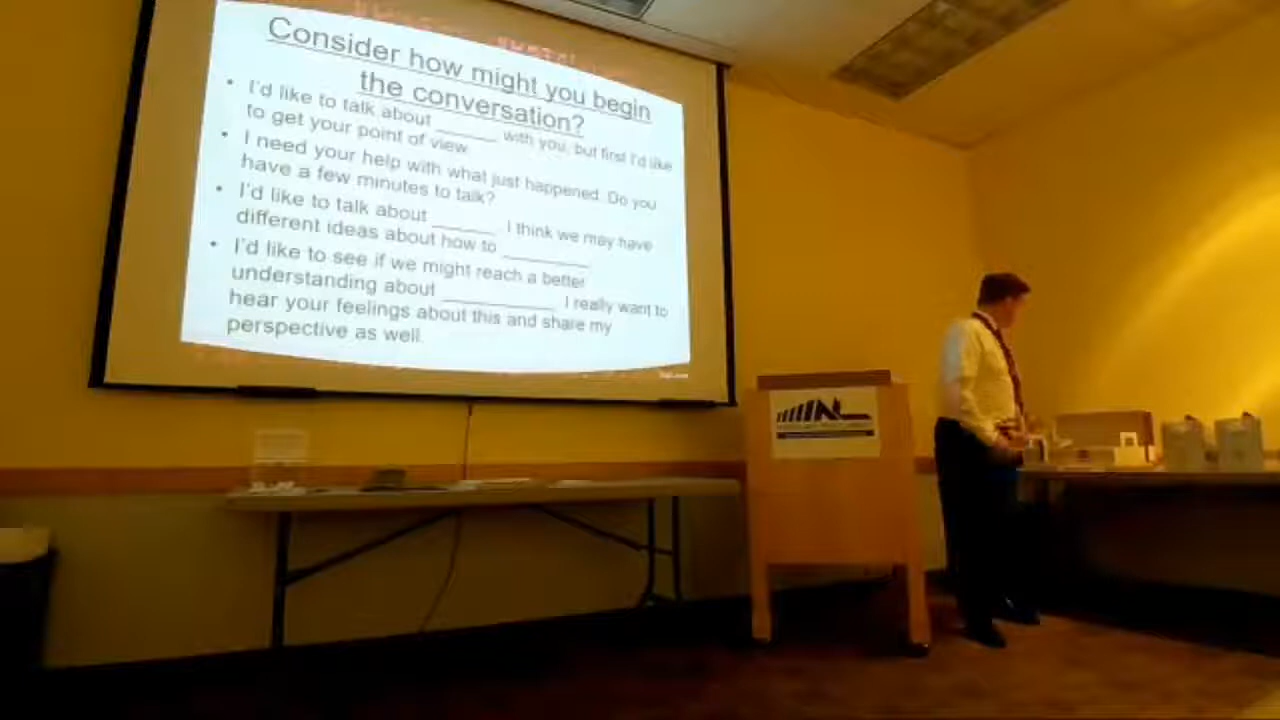 Consider how might you begin
the conversation?
• I'd like to talk about ______ with you, but first I'd like
to get your point of view.
• I need your help with what just happened. Do you
have a few minutes to talk?
• I'd like to talk about ______. I think we may have
different ideas about how to ________.
• I'd like to see if we might reach a better
understanding about __________. I really want to
hear your feelings about this and share my
perspective as well.